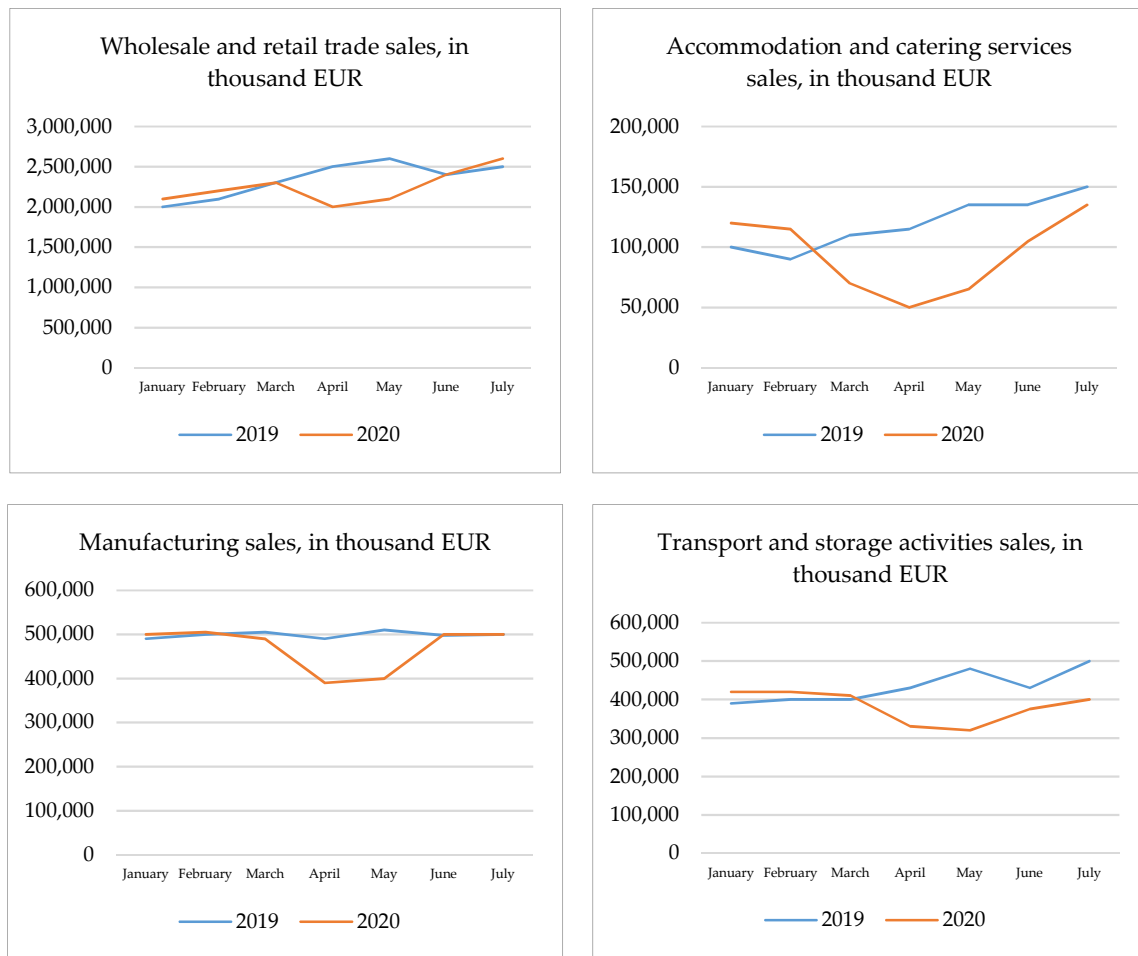 Wholesale and retail trade sales, in
thousand EUR
3,000,000
2,500,000
2,000,000
1,500,000
1,000,000
500,000
0
January February March April May June July
2019 2020
Accommodation and catering services
sales, in thousand EUR
200,000
150,000
100,000
50,000
0
January February March April May June July
2019 2020
Manufacturing sales, in thousand EUR
600,000
500,000
400,000
300,000
200,000
100,000
0
January February March April May June July
2019 2020
Transport and storage activities sales, in
thousand EUR
600,000
500,000
400,000
300,000
200,000
100,000
0
January February March April May June July
2019 2020